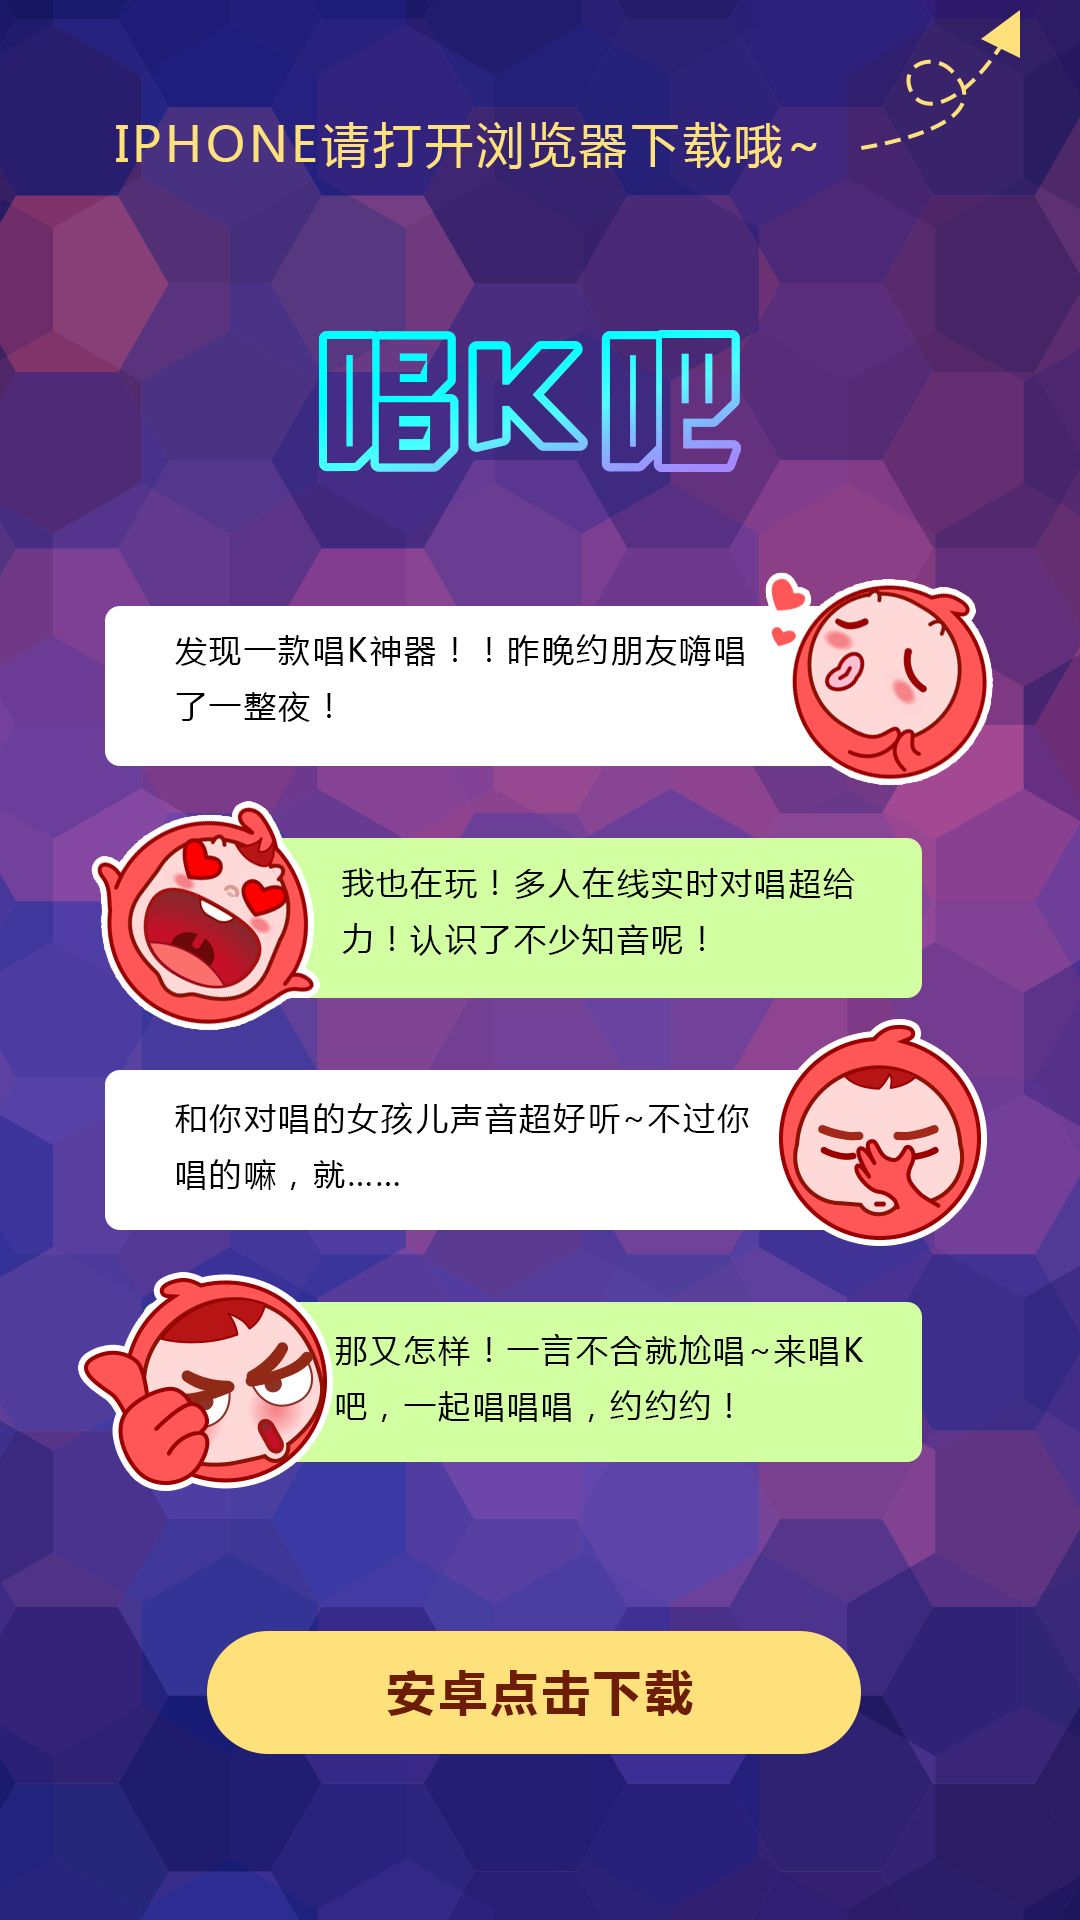 IPHONE请打开浏览器下载哦~
唱K吧
发现一款唱K神器！！昨晚约朋友嗨唱
了一整夜！
我也在玩！多人在线实时对唱超给
力！认识了不少知音呢！
和你对唱的女孩儿声音超好听~不过你
唱的嘛，就……
那又怎样！一言不合就尬唱~来唱K
吧，一起唱唱唱，约约约！
安卓点击下载